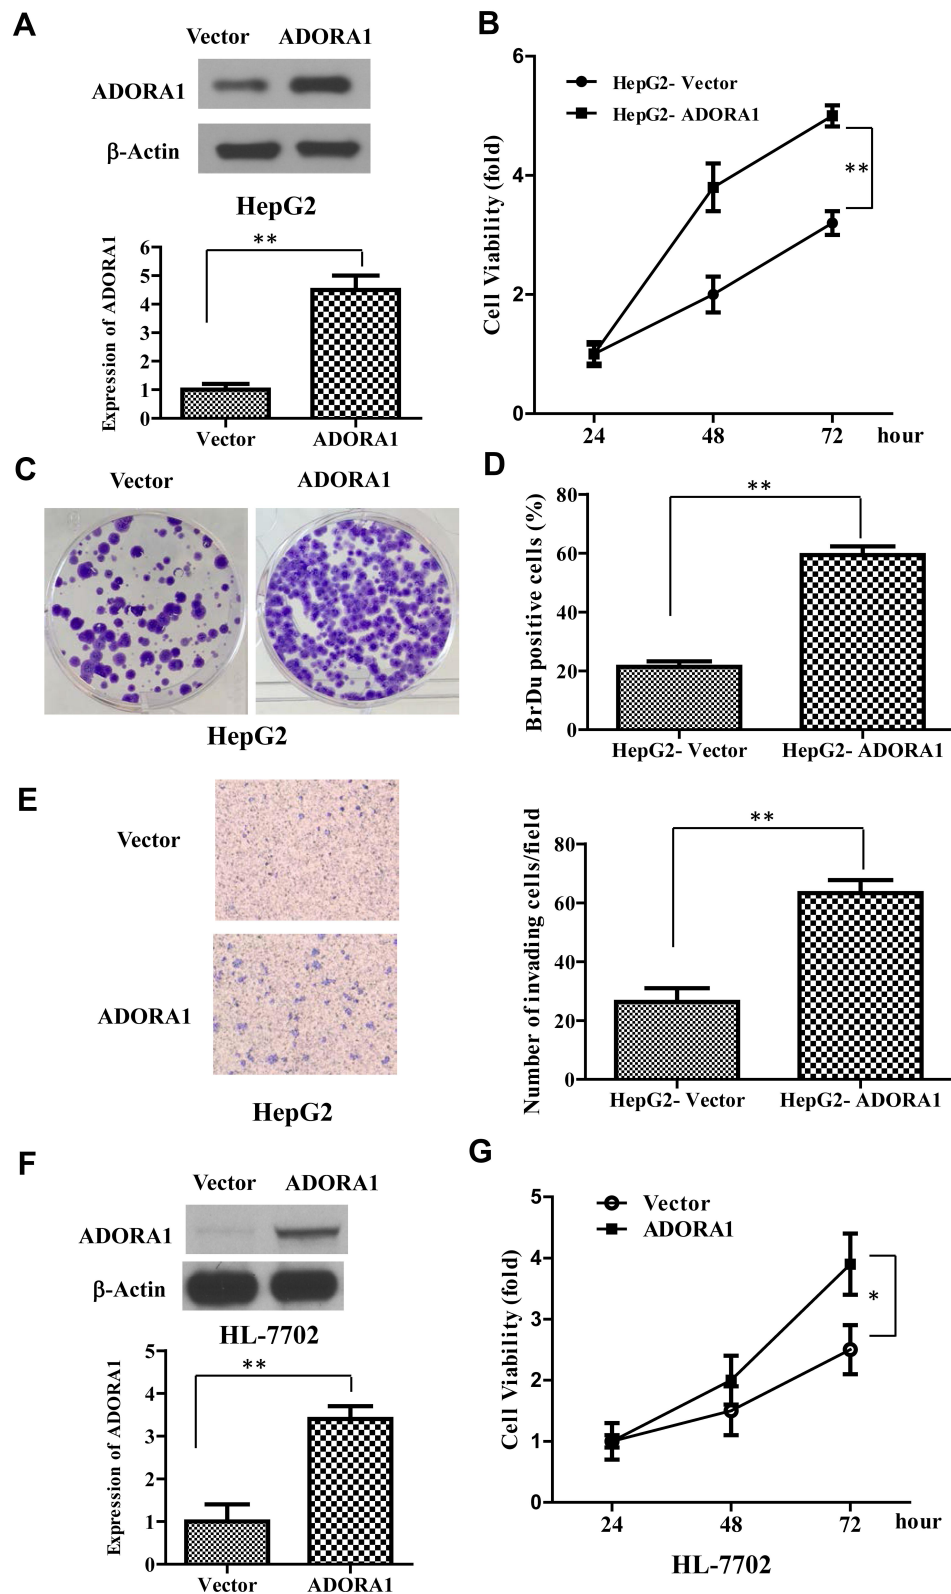 A
Vector ADORA1
ADORA1
β-Actin
HepG2
**
Expression of ADORA1
6
5
4
3
2
1
0
Vector ADORA1
B
HepG2- Vector
HepG2- ADORA1
**
Cell Viability (fold)
6
4
2
0
24 48 72 hour
C
Vector ADORA1
HepG2
D
**
BrDu positive cells (%)
80
60
40
20
0
HepG2- Vector HepG2- ADORA1
E
Vector
ADORA1
HepG2
**
Number of invading cells/field
80
60
40
20
0
HepG2- Vector HepG2- ADORA1
F
Vector ADORA1
ADORA1
β-Actin
HL-7702
**
Expression of ADORA1
5
4
3
2
1
0
Vector ADORA1
G
Vector
ADORA1
*
Cell Viability (fold)
5
4
3
2
1
0
24 48 72 hour
HL-7702